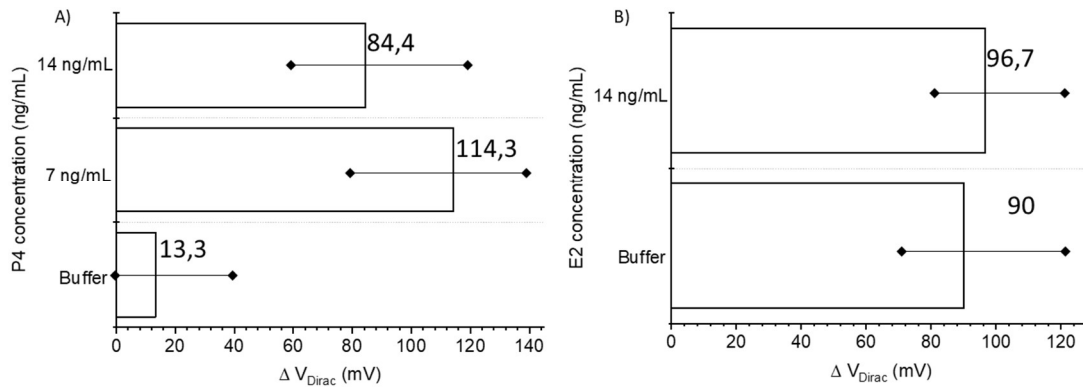 A)
P4 concentration (ng/mL)
14 ng/mL
84,4
7 ng/mL
114,3
Buffer
13,3
0 20 40 60 80 100 120 140
Δ V_Dirac (mV)
B)
E2 concentration (ng/mL)
14 ng/mL
96,7
Buffer
90
0 20 40 60 80 100 120
Δ V_Dirac (mV)